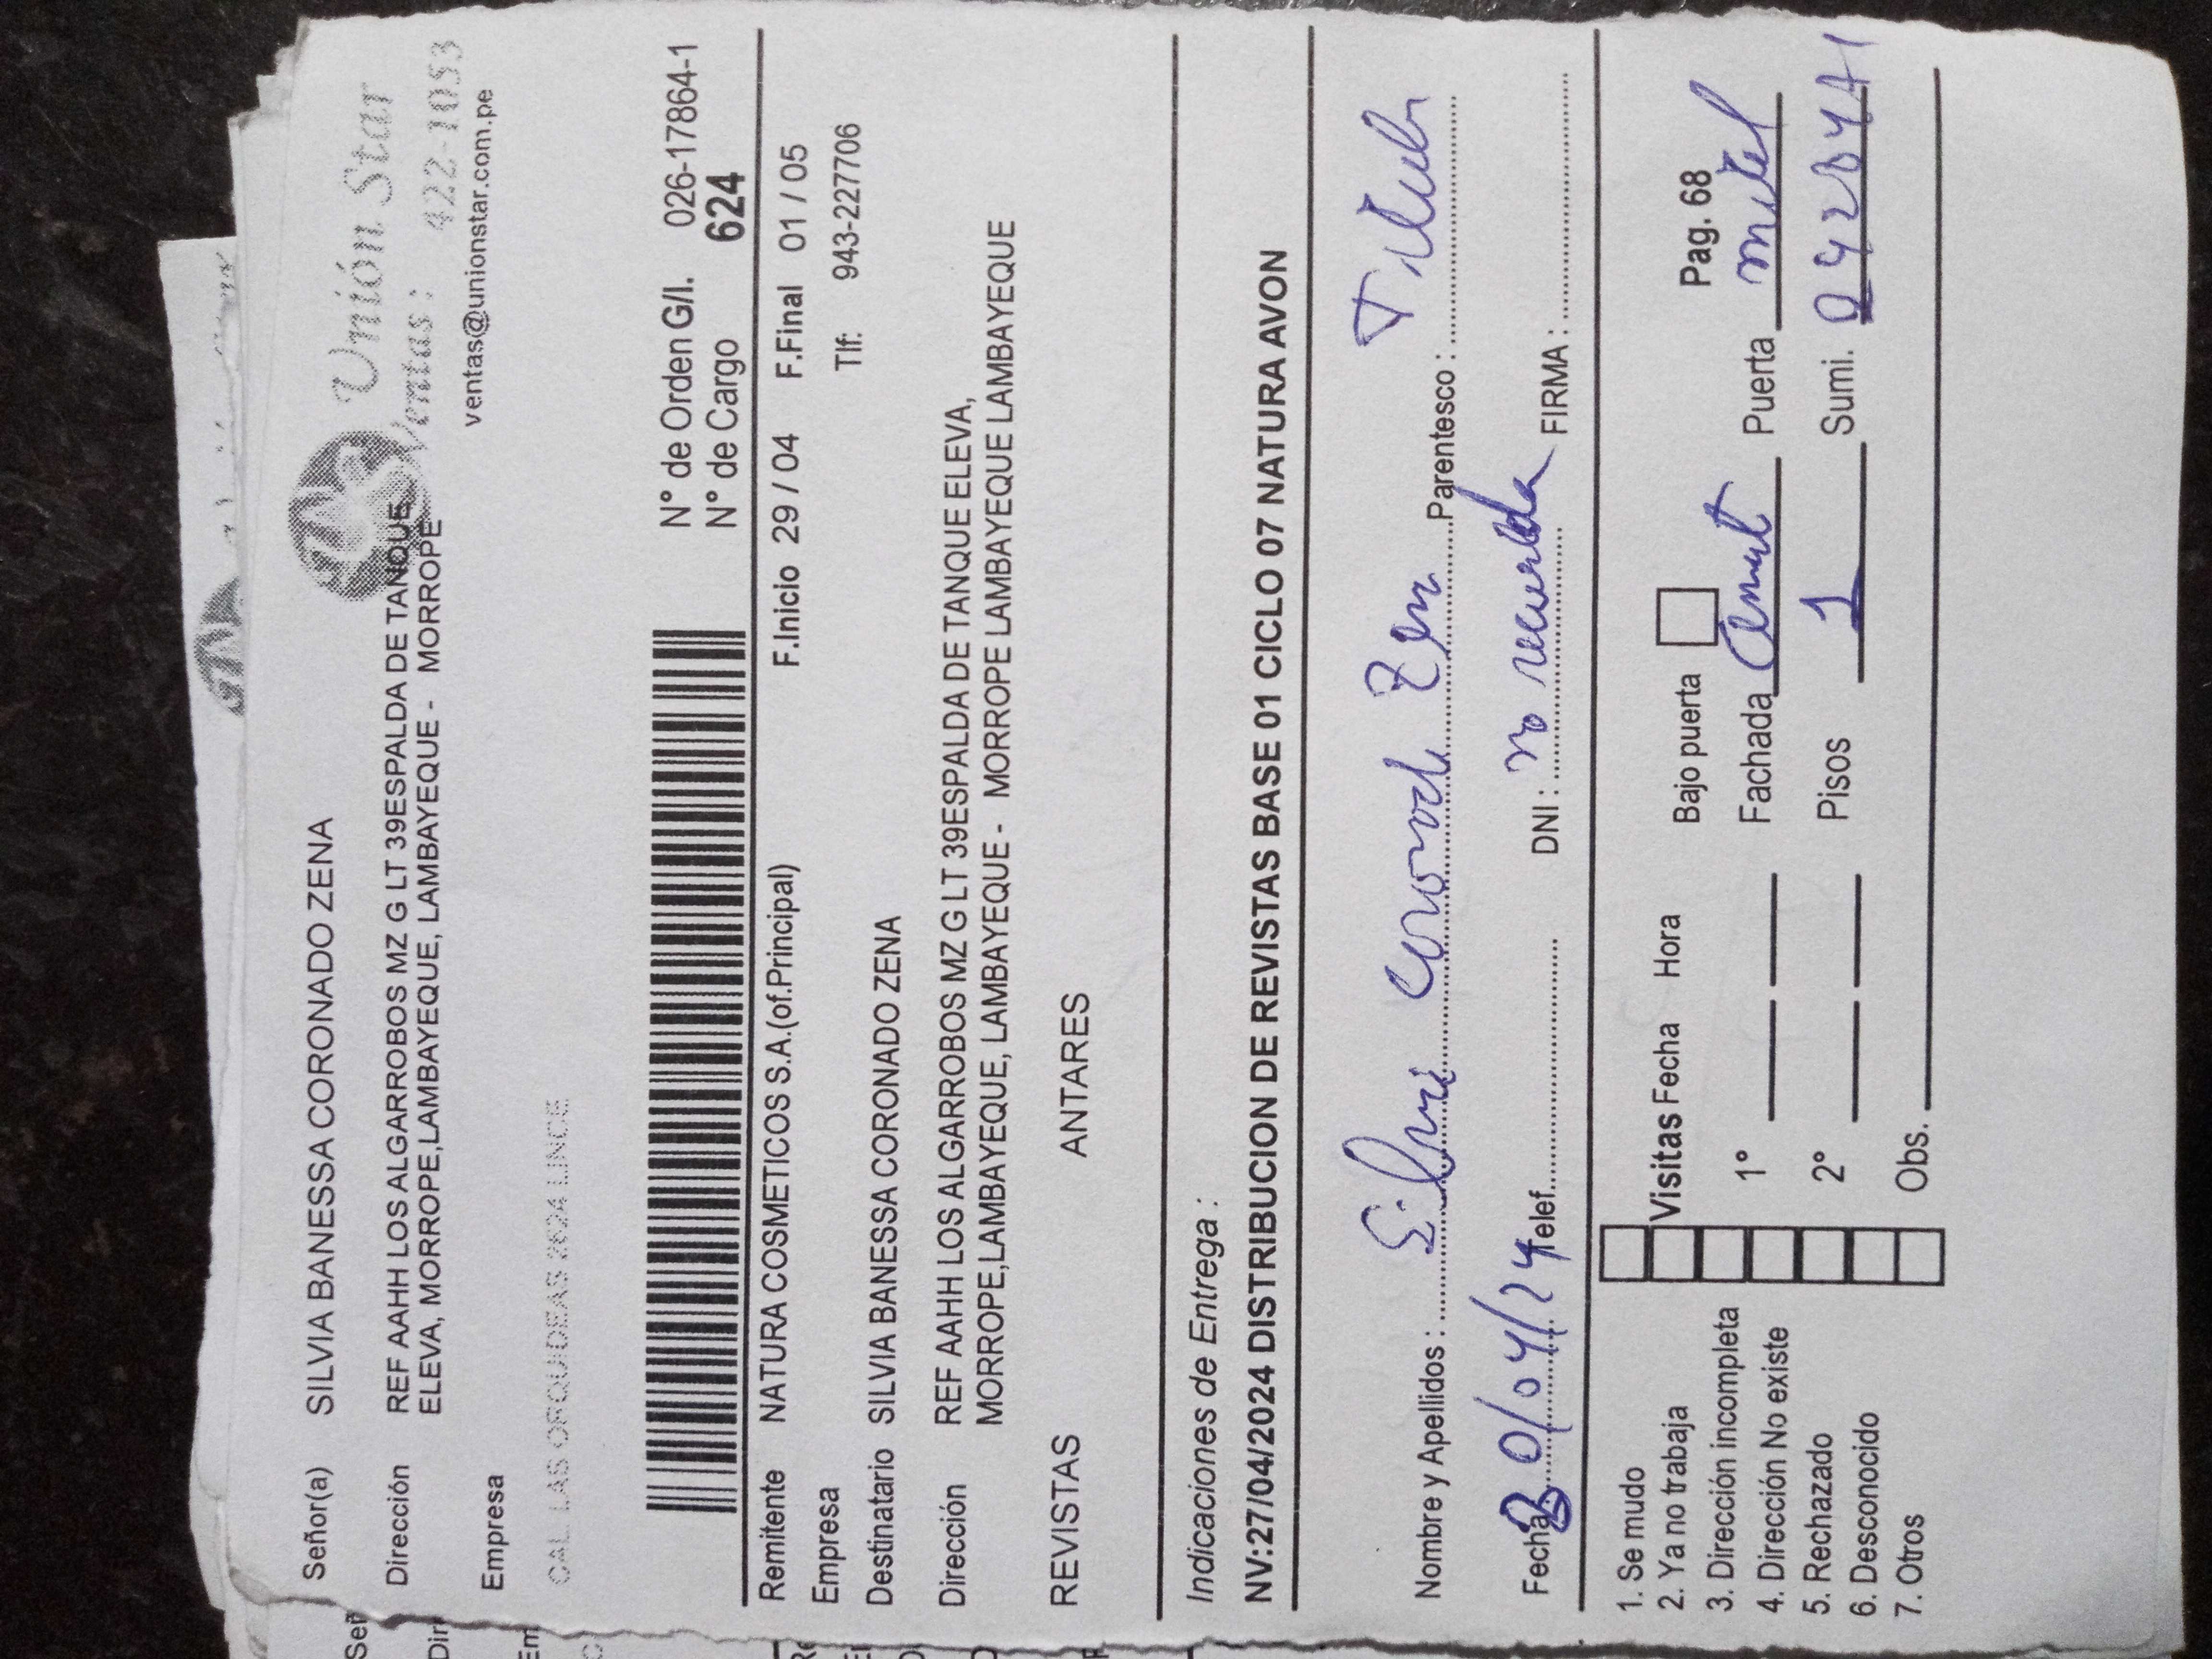 Señor(a) SILVIA BANESSA CORONADO ZENA
Unión Star
Ventas : 422-1053
ventas@unionstar.com.pe
Dirección REF AAHH LOS ALGARROBOS MZ G LT 39ESPALDA DE TANQUE
ELEVA, MORROPE,LAMBAYEQUE, LAMBAYEQUE - MORROPE
Empresa
CAL. LAS ORQUIDEAS 2624 LINCE
N° de Orden G/I. 026-17864-1
N° de Cargo 624
Remitente NATURA COSMETICOS S.A.(of.Principal) F.Inicio 29 / 04 F.Final 01 / 05
Empresa Tlf: 943-227706
Destinatario SILVIA BANESSA CORONADO ZENA
Dirección REF AAHH LOS ALGARROBOS MZ G LT 39ESPALDA DE TANQUE ELEVA,
MORROPE,LAMBAYEQUE, LAMBAYEQUE - MORROPE LAMBAYEQUE LAMBAYEQUE
REVISTAS ANTARES
Indicaciones de Entrega :
NV:27/04/2024 DISTRIBUCION DE REVISTAS BASE 01 CICLO 07 NATURA AVON
Nombre y Apellidos : Silvia Coronado Zena Parentesco : Titular
Fecha 30/04/24 Telef. DNI : no recuerda FIRMA :
1. Se mudo
2. Ya no trabaja
3. Dirección incompleta
4. Dirección No existe
5. Rechazado
6. Desconocido
7. Otros
Visitas Fecha Hora Bajo puerta Pag. 68
1° Fachada Puerta metal
2° Pisos 1 Sumi.
Obs.